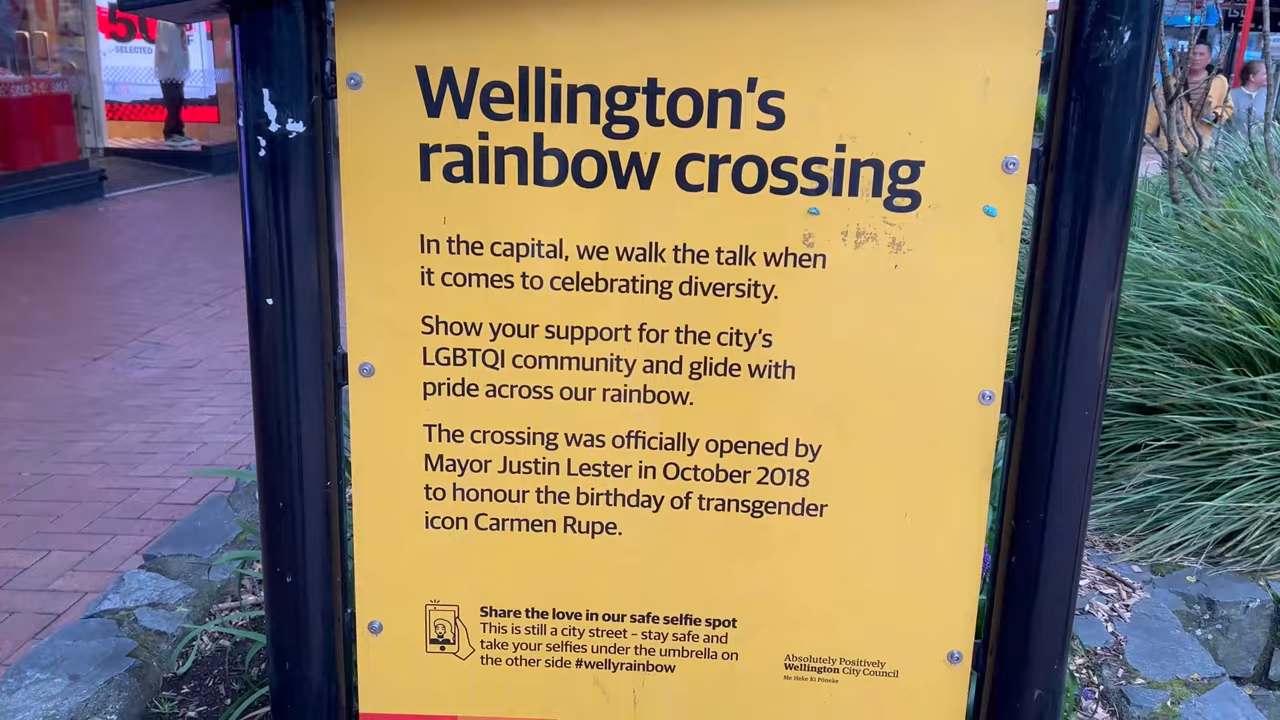 50
SELECTED
Wellington's
rainbow crossing
In the capital, we walk the talk when
it comes to celebrating diversity.
Show your support for the city's
LGBTQI community and glide with
pride across our rainbow.
The crossing was officially opened by
Mayor Justin Lester in October 2018
to honour the birthday of transgender
icon Carmen Rupe.
Share the love in our safe selfie spot
This is still a city street – stay safe and
take your selfies under the umbrella on
the other side #wellyrainbow
Absolutely Positively
Wellington City Council
Me Heke Ki Pōneke